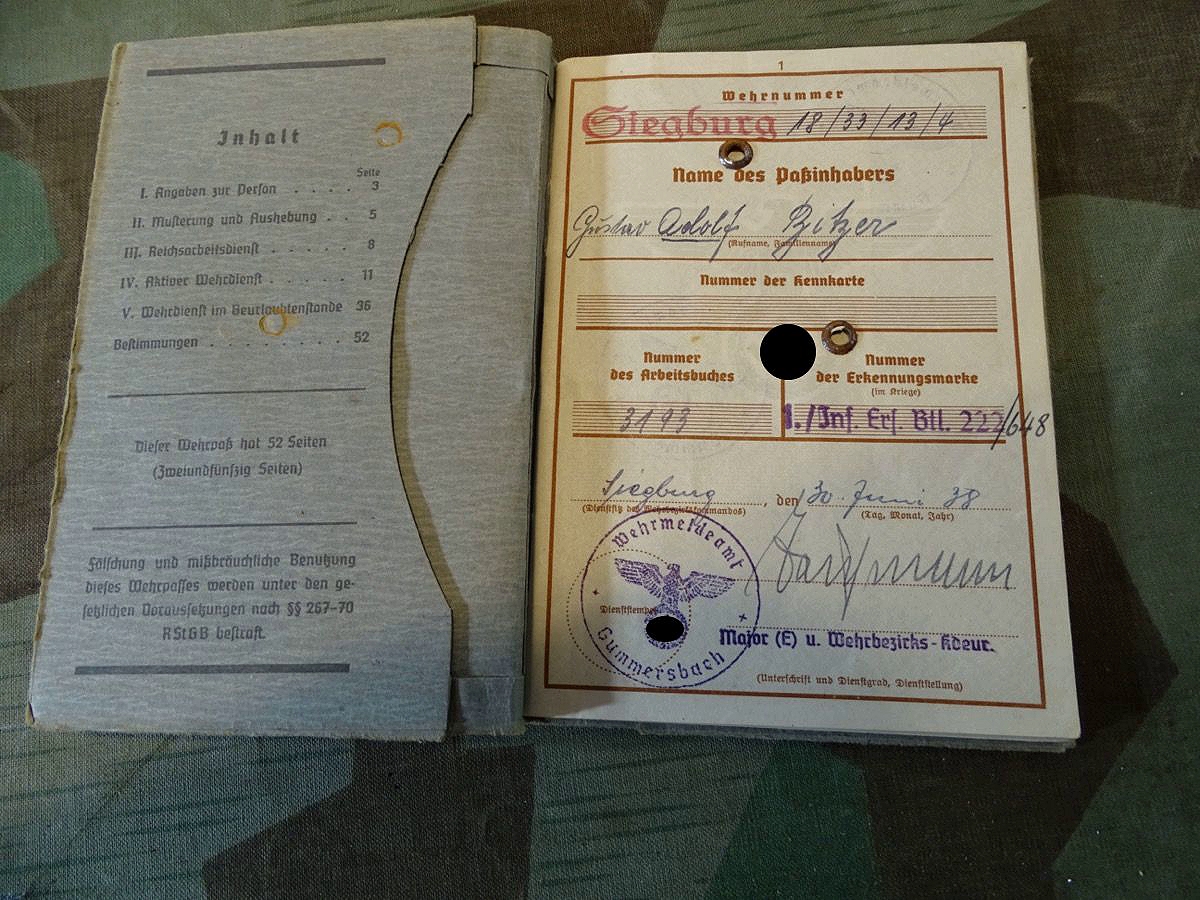 Inhalt
Seite
I. Angaben zur Person . . . . 3
II. Musterung und Aushebung . . 5
III. Reichsarbeitsdienst . . . . . 8
IV. Aktiver Wehrdienst . . . . . 11
V. Wehrdienst im Beurlaubtenstande 36
Bestimmungen . . . . . . . . . 52
Dieser Wehrpaß hat 52 Seiten
(Zweiundfünfzig Seiten)
Fälschung und mißbräuchliche Benutzung
dieses Wehrpasses werden unter den ge-
setzlichen Voraussetzungen nach §§ 267–70
RStGB bestraft.
1
Wehrnummer
Siegburg 18/33/13/4
Name des Paßinhabers
Gustav Adolf Bitzer
(Rufname, Familienname)
Nummer der Kennkarte
Nummer
des Arbeitsbuches
3193
Nummer
der Erkennungsmarke
(im Kriege)
1./Inf. Ers. Btl. 222/648
Siegburg, den 30. Juni 38
(Dienstsitz des Wehrbezirkskommandos) (Tag, Monat, Jahr)
Wehrmeldeamt
Dienststempel
Gummersbach
Major (E) u. Wehrbezirks-Kdeur.
(Unterschrift und Dienstgrad, Dienststellung)